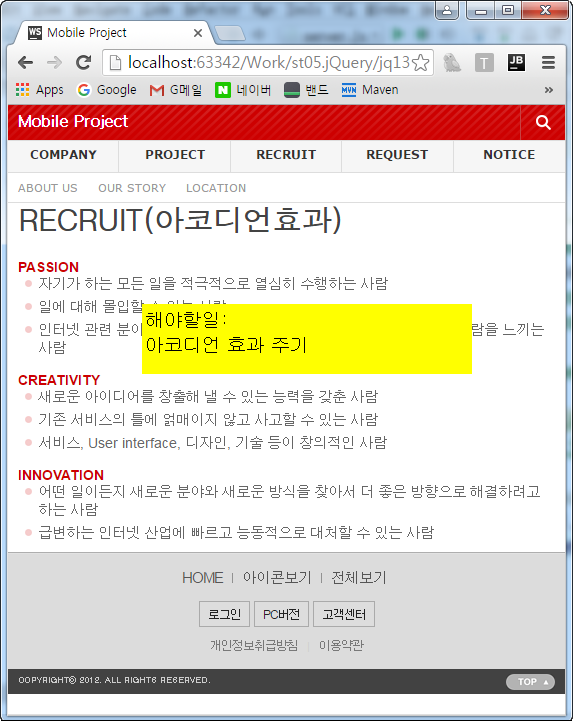 Mobile Project
localhost:63342/Work/st05.jQuery/jq13
Apps Google G메일 네이버 밴드 Maven »
Mobile Project
COMPANY PROJECT RECRUIT REQUEST NOTICE
ABOUT US OUR STORY LOCATION
RECRUIT(아코디언효과)
PASSION
자기가 하는 모든 일을 적극적으로 열심히 수행하는 사람
일에 대해 몰입할 수 있는 사람
해야할일:
아코디언 효과 주기
인터넷 관련 분야 람을 느끼는
사람
CREATIVITY
새로운 아이디어를 창출해 낼 수 있는 능력을 갖춘 사람
기존 서비스의 틀에 얽매이지 않고 사고할 수 있는 사람
서비스, User interface, 디자인, 기술 등이 창의적인 사람
INNOVATION
어떤 일이든지 새로운 분야와 새로운 방식을 찾아서 더 좋은 방향으로 해결하려고
하는 사람
급변하는 인터넷 산업에 빠르고 능동적으로 대처할 수 있는 사람
HOME | 아이콘보기 | 전체보기
로그인 PC버전 고객센터
개인정보취급방침 | 이용약관
COPYRIGHT© 2012. ALL RIGHTS RESERVED. TOP ▲